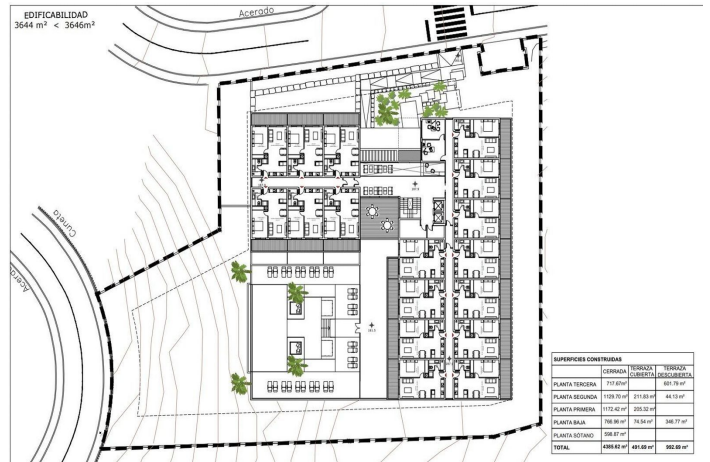 EDIFICABILIDAD
3644 m² < 3646m²
Acerado
Cuneta
SUPERFICIES CONSTRUIDAS
CERRADA TERRAZA CUBIERTA TERRAZA DESCUBIERTA
PLANTA TERCERA 717.67m² 601.79 m²
PLANTA SEGUNDA 1129.70 m² 211.83 m² 44.13 m²
PLANTA PRIMERA 1172.42 m² 205.32 m²
PLANTA BAJA 766.96 m² 74.54 m² 346.77 m²
PLANTA SÓTANO 598.87 m²
TOTAL 4385.62 m² 491.69 m² 992.69 m²